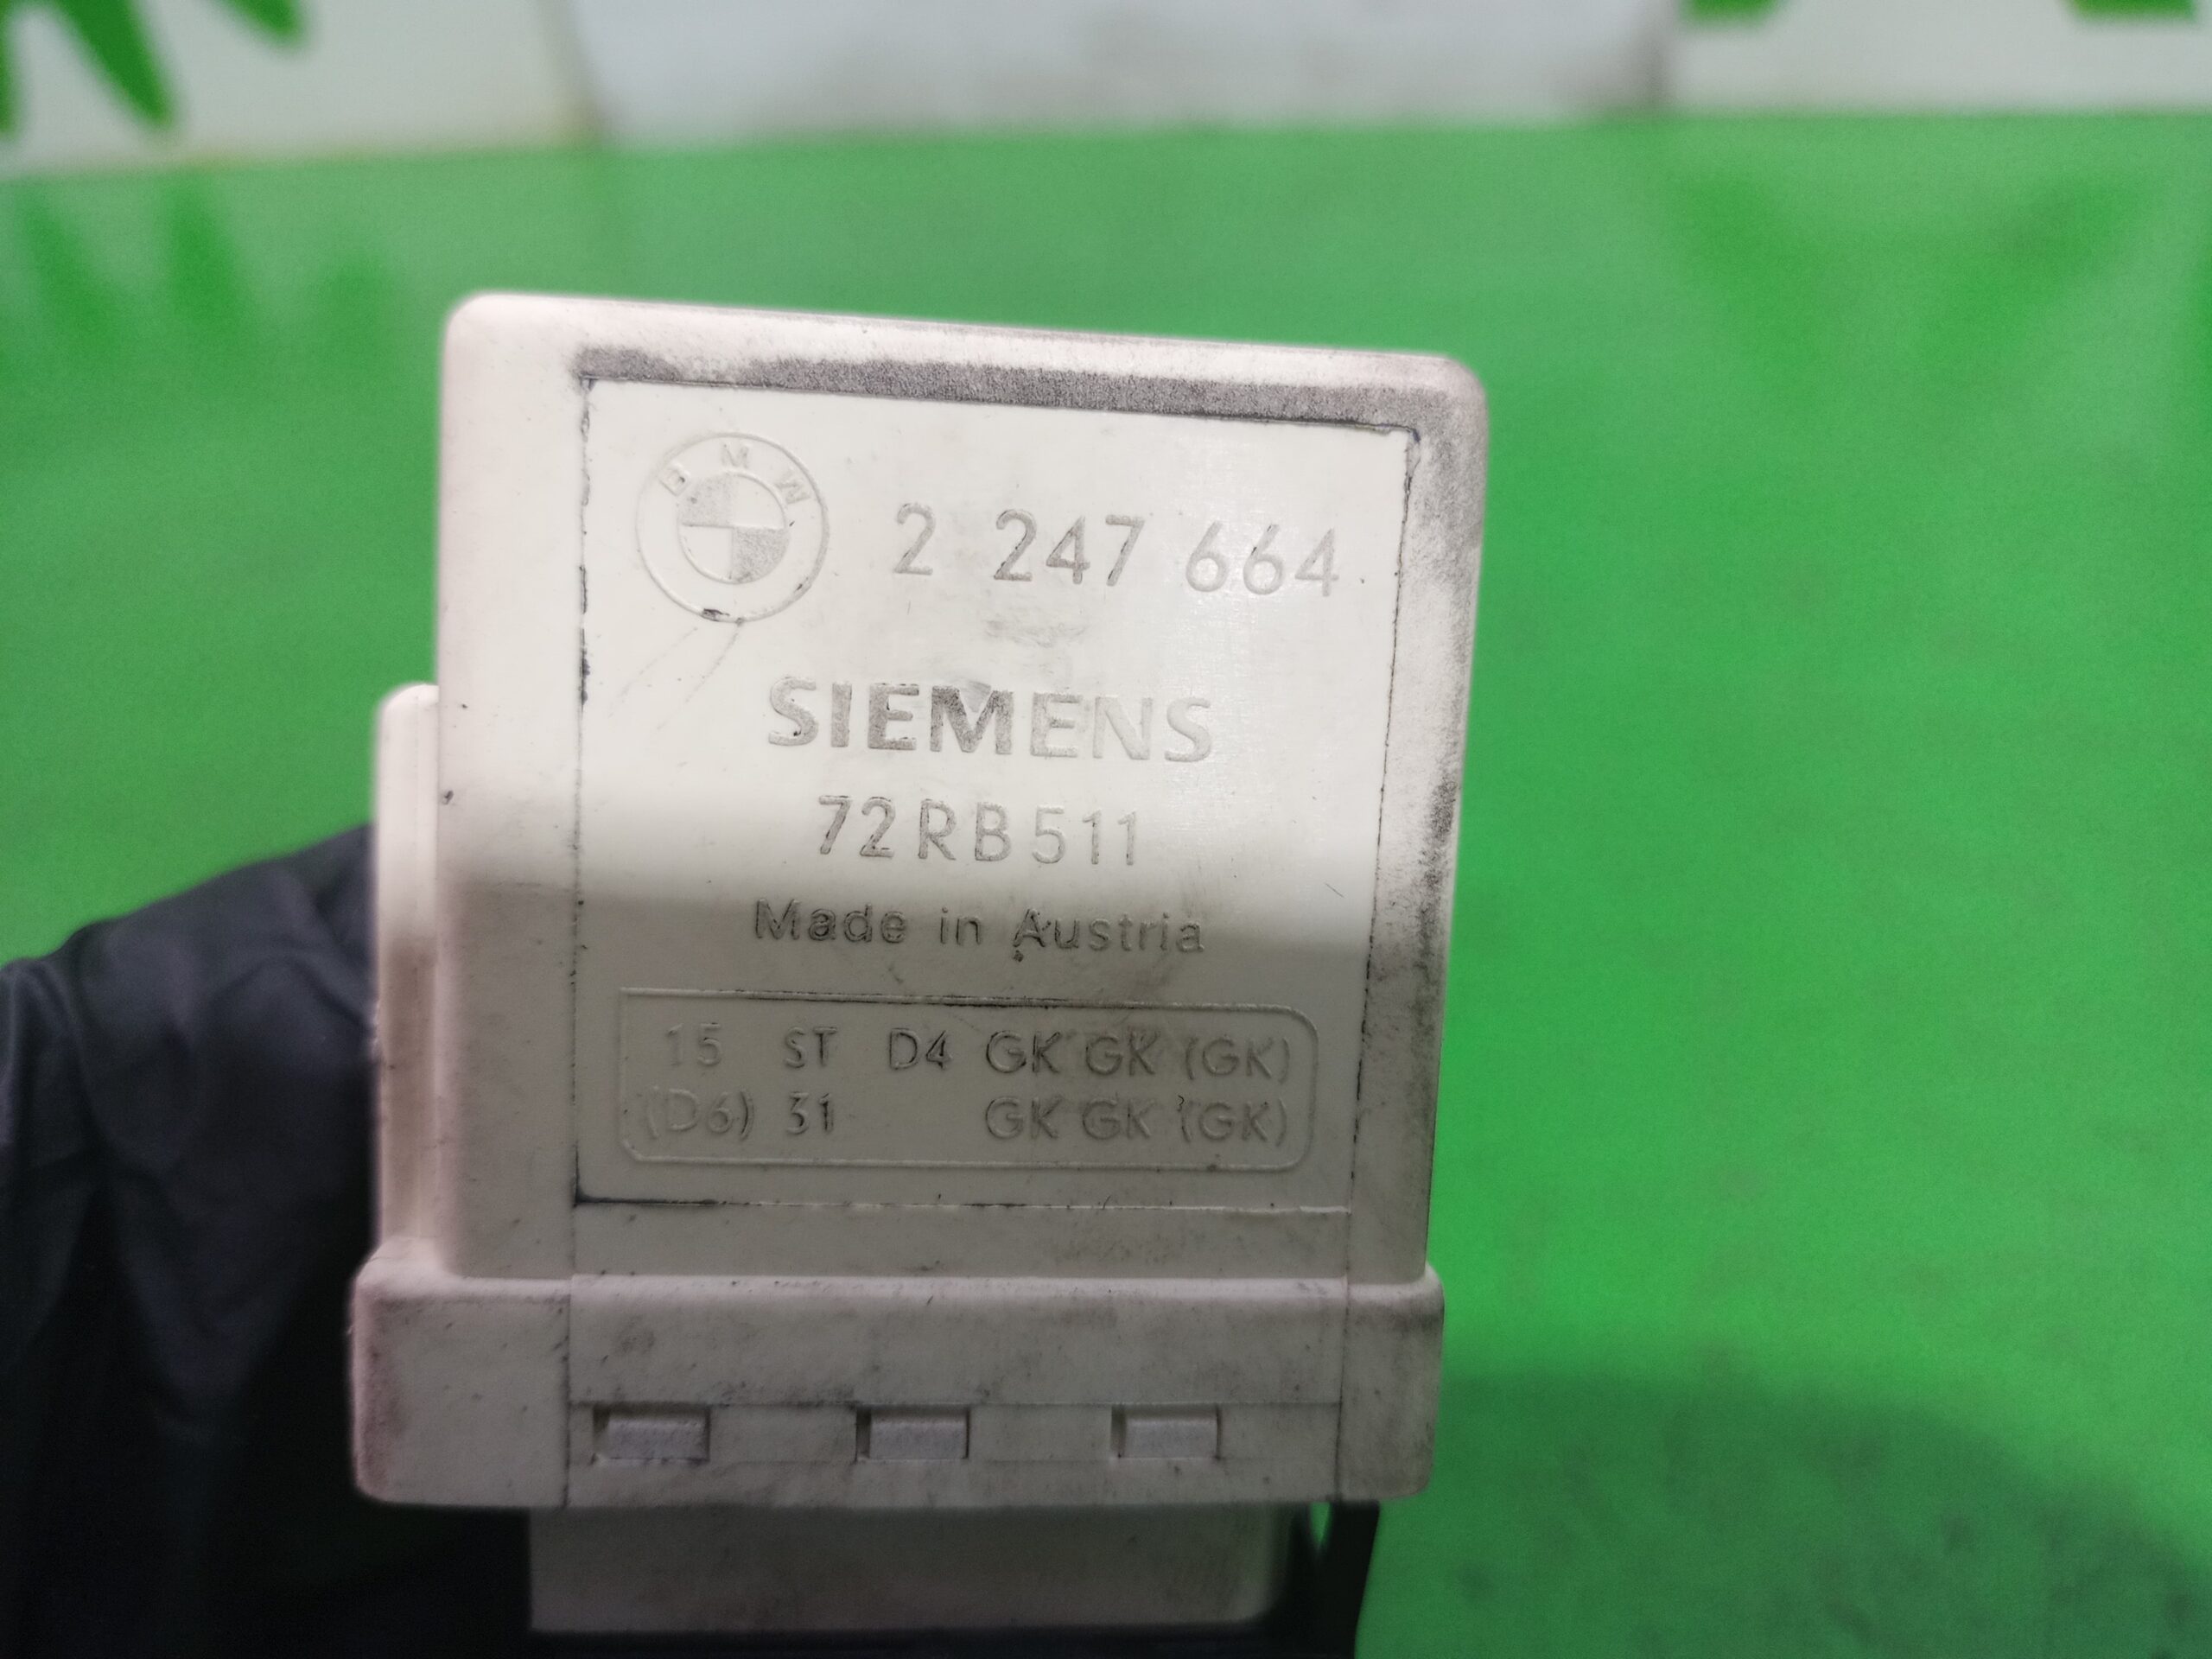 BMW 2 247 664
SIEMENS
72RB511
Made in Austria
15 ST D4 GK GK (GK)
(D6) 31 GK GK (GK)